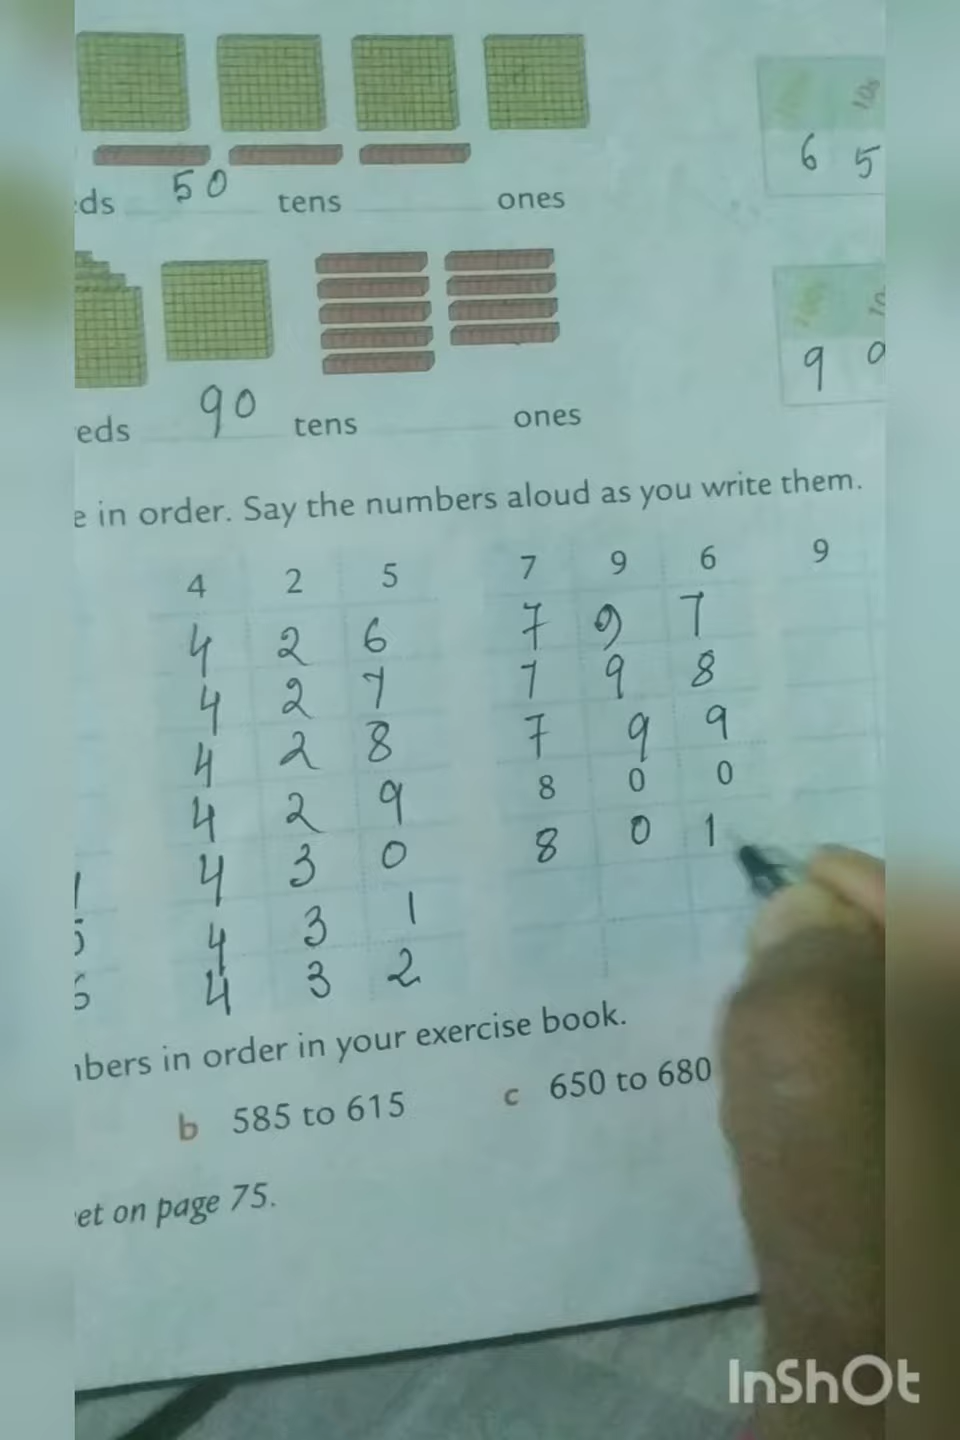 10s
6 5
50
ds tens ones
9 0
90
eds tens ones
e in order. Say the numbers aloud as you write them.
4 2 5 7 9 6 9
4 2 6 7 9 7
4 2 7 7 9 8
4 2 8 7 9 9
4 2 9 8 0 0
4 3 0 8 0 1
4 3 1
4 3 2
bers in order in your exercise book.
b 585 to 615 c 650 to 680
et on page 75.
InShOt